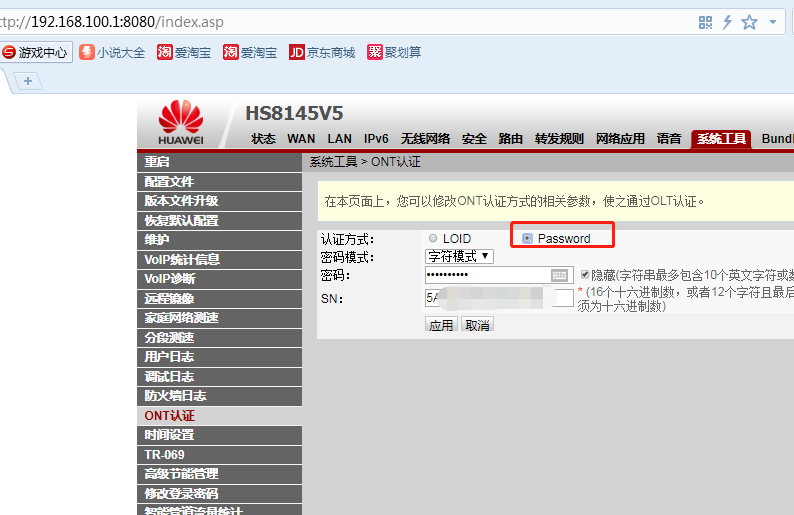 ttp://192.168.100.1:8080/index.asp
游戏中心 小说大全 爱淘宝 爱淘宝 京东商城 聚划算
HUAWEI
HS8145V5
状态 WAN LAN IPv6 无线网络 安全 路由 转发规则 网络应用 语音 系统工具 Bundl
重启
配置文件
版本文件升级
恢复默认配置
维护
VoIP统计信息
VoIP诊断
远程镜像
家庭网络测速
分段测速
用户日志
调试日志
防火墙日志
ONT认证
时间设置
TR-069
高级节能管理
修改登录密码
智能管道流量统计
系统工具 > ONT认证
在本页面上，您可以修改ONT认证方式的相关参数，使之通过OLT认证。
认证方式： LOID Password
密码模式： 字符模式
密码： •••••••••• 隐藏(字符串最多包含10个英文字符或数
SN： 5A * (16个十六进制数，或者12个字符且最后
须为十六进制数)
应用 取消